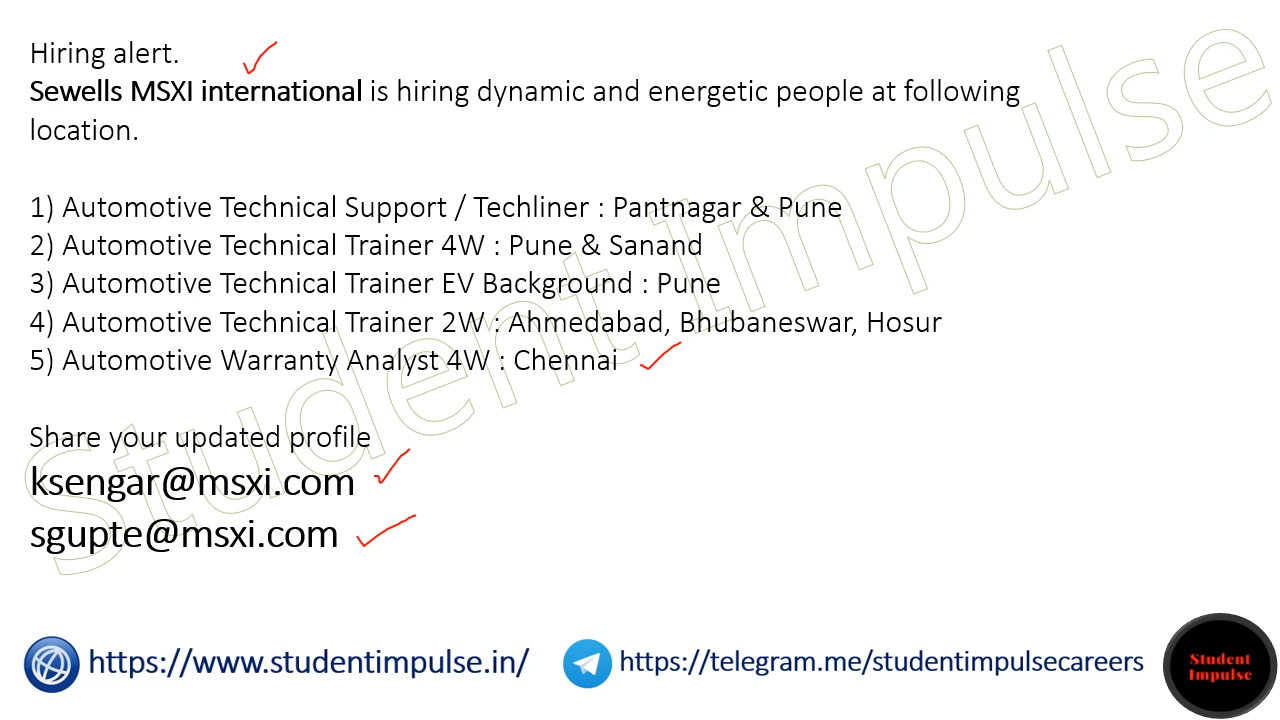 Hiring alert.
Sewells MSXI international is hiring dynamic and energetic people at following
location.
1) Automotive Technical Support / Techliner : Pantnagar & Pune
2) Automotive Technical Trainer 4W : Pune & Sanand
3) Automotive Technical Trainer EV Background : Pune
4) Automotive Technical Trainer 2W : Ahmedabad, Bhubaneswar, Hosur
5) Automotive Warranty Analyst 4W : Chennai
Share your updated profile
ksengar@msxi.com
sgupte@msxi.com
Student Impulse
https://www.studentimpulse.in/
https://telegram.me/studentimpulsecareers
Student
Impulse